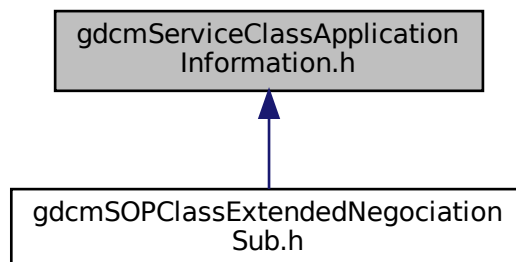 gdcmServiceClassApplication
Information.h
gdcmSOPClassExtendedNegociation
Sub.h